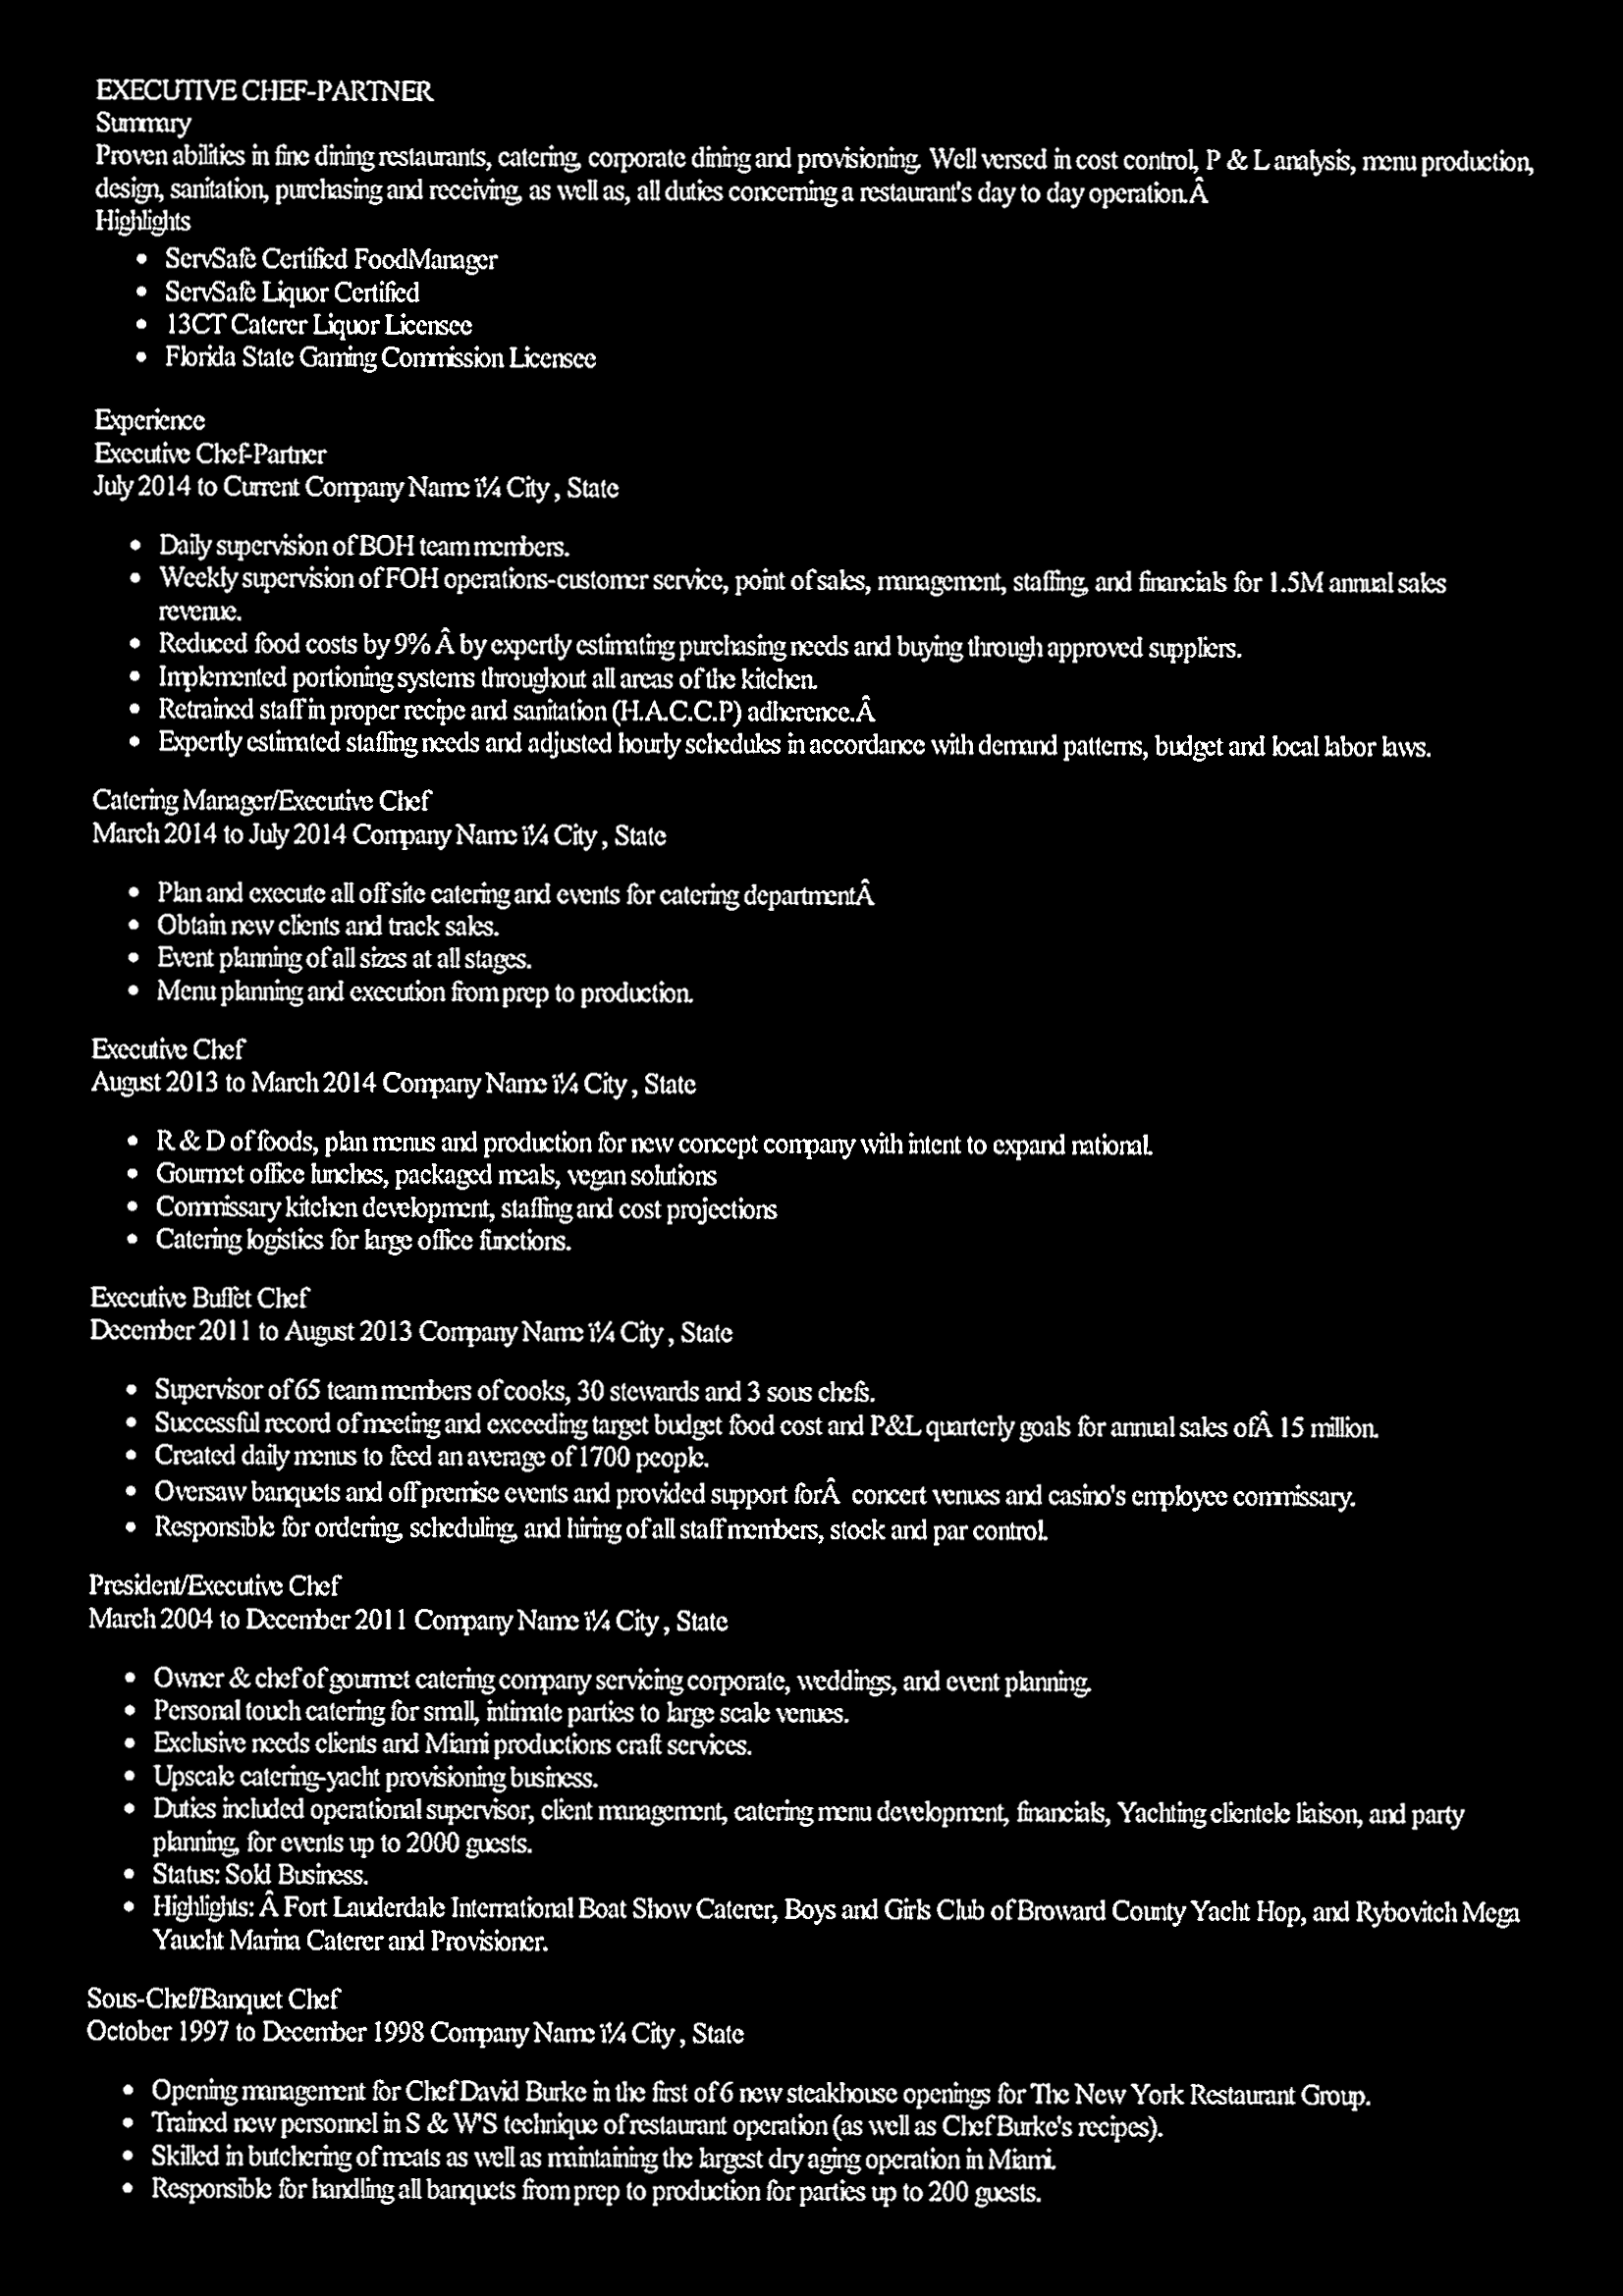 EXECUTIVE CHEF-PARTNER
Summary
Proven abilities in fine dining restaurants, catering, corporate dining and provisioning. Well versed in cost control, P & L analysis, menu production,
design, sanitation, purchasing and receiving, as well as, all duties concerning a restaurant's day to day operation.Â
Highlights
• ServSafe Certified FoodManager
• ServSafe Liquor Certified
• 13CT Caterer Liquor Licensee
• Florida State Gaming Commission Licensee
Experience
Executive Chef-Partner
July 2014 to Current Company Name ï¼ City , State
• Daily supervision of BOH team members.
• Weekly supervision of FOH operations-customer service, point of sales, management, staffing, and financials for 1.5M annual sales
revenue.
• Reduced food costs by 9% Â by expertly estimating purchasing needs and buying through approved suppliers.
• Implemented portioning systems throughout all areas of the kitchen.
• Retrained staff in proper recipe and sanitation (H.A.C.C.P) adherence.Â
• Expertly estimated staffing needs and adjusted hourly schedules in accordance with demand patterns, budget and local labor laws.
Catering Manager/Executive Chef
March 2014 to July 2014 Company Name ï¼ City , State
• Plan and execute all off site catering and events for catering departmentÂ
• Obtain new clients and track sales.
• Event planning of all sizes at all stages.
• Menu planning and execution from prep to production.
Executive Chef
August 2013 to March 2014 Company Name ï¼ City , State
• R & D of foods, plan menus and production for new concept company with intent to expand national.
• Gourmet office lunches, packaged meals, vegan solutions
• Commissary kitchen development, staffing and cost projections
• Catering logistics for large office functions.
Executive Buffet Chef
December 2011 to August 2013 Company Name ï¼ City , State
• Supervisor of 65 team members of cooks, 30 stewards and 3 sous chefs.
• Successful record of meeting and exceeding target budget food cost and P&L quarterly goals for annual sales ofÂ 15 million.
• Created daily menus to feed an average of 1700 people.
• Oversaw banquets and off premise events and provided support forÂ  concert venues and casino's employee commissary.
• Responsible for ordering, scheduling, and hiring of all staff members, stock and par control.
President/Executive Chef
March 2004 to December 2011 Company Name ï¼ City , State
• Owner & chef of gourmet catering company servicing corporate, weddings, and event planning.
• Personal touch catering for small, intimate parties to large scale venues.
• Exclusive needs clients and Miami productions craft services.
• Upscale catering-yacht provisioning business.
• Duties included operational supervisor, client management, catering menu development, financials, Yachting clientele liaison, and party
planning, for events up to 2000 guests.
• Status: Sold Business.
• Highlights: Â Fort Lauderdale International Boat Show Caterer, Boys and Girls Club of Broward County Yacht Hop, and Rybovitch Mega
Yaucht Marina Caterer and Provisioner.
Sous-Chef/Banquet Chef
October 1997 to December 1998 Company Name ï¼ City , State
• Opening management for Chef David Burke in the first of 6 new steakhouse openings for The New York Restaurant Group.
• Trained new personnel in S & W'S technique of restaurant operation (as well as Chef Burke's recipes).
• Skilled in butchering of meats as well as maintaining the largest dry aging operation in Miami.
• Responsible for handling all banquets from prep to production for parties up to 200 guests.